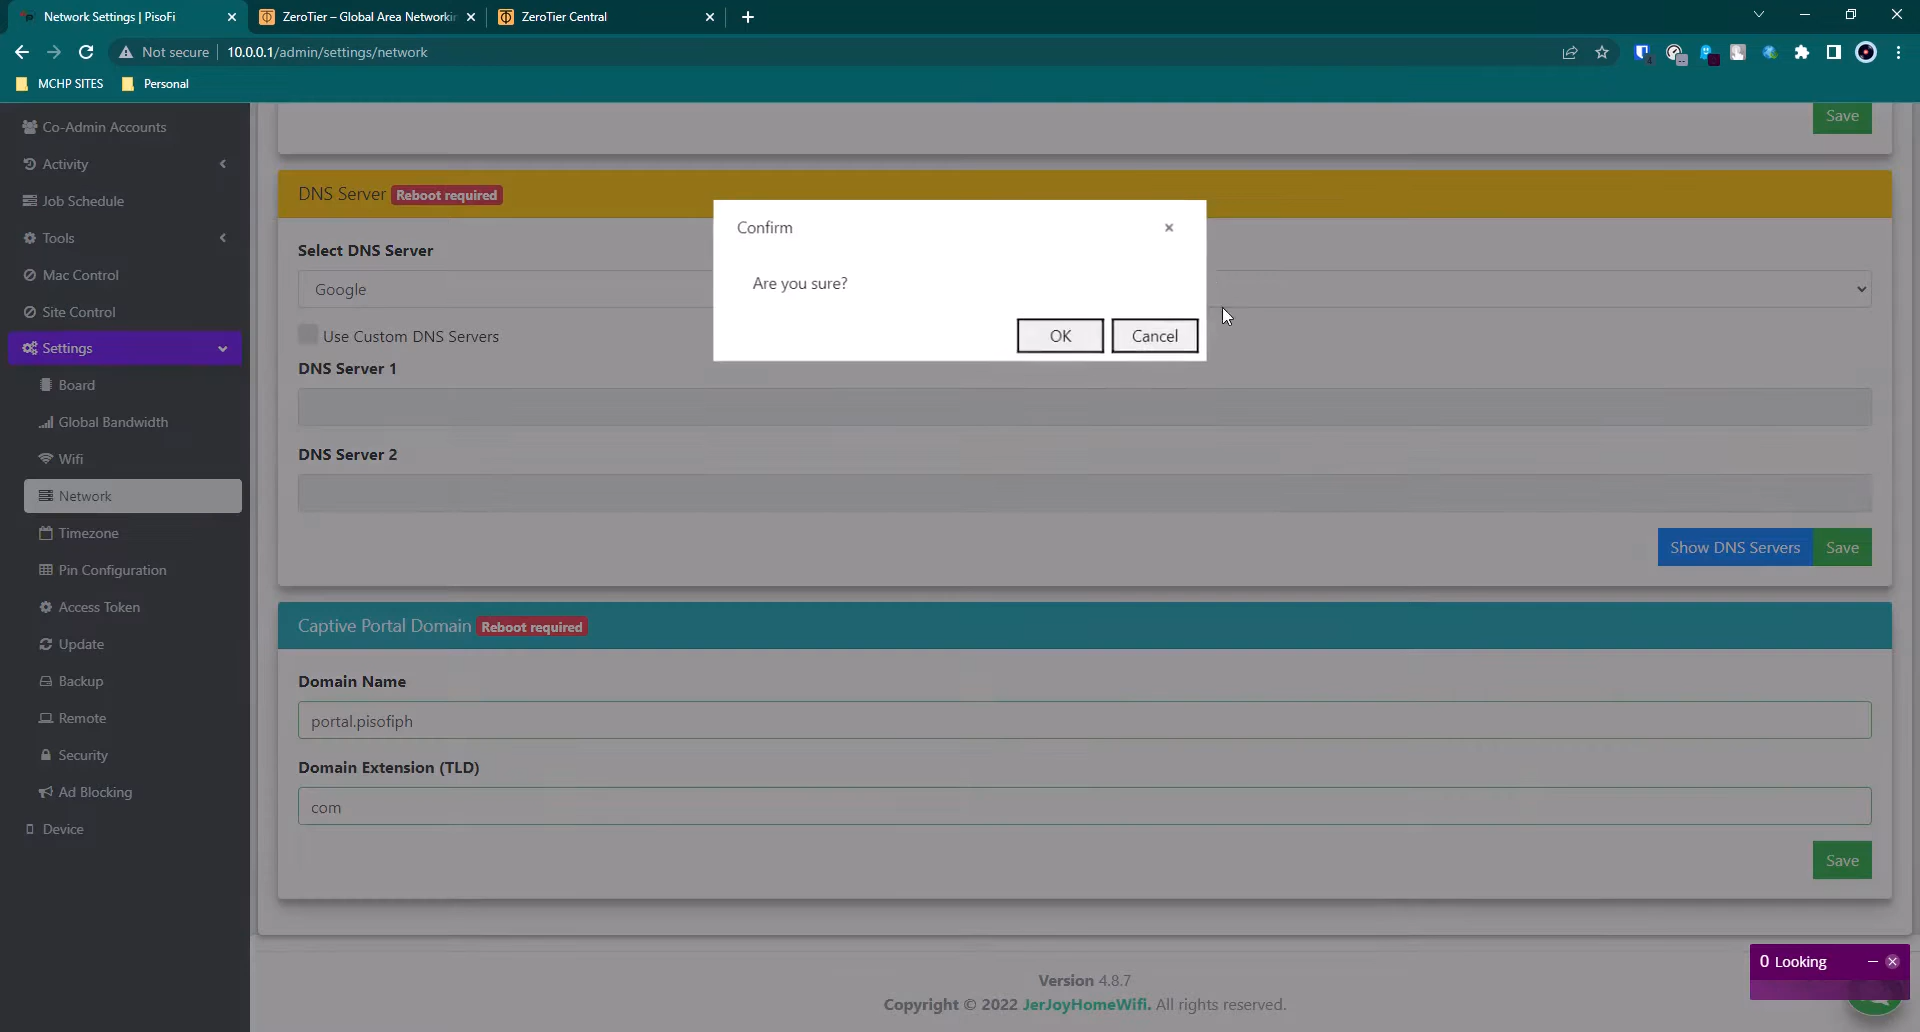 Network Settings | PisoFi
ZeroTier – Global Area Networkin
ZeroTier Central
Not secure
10.0.0.1/admin/settings/network
MCHP SITES
Personal
Co-Admin Accounts
Activity
Job Schedule
Tools
Mac Control
Site Control
Settings
Board
Global Bandwidth
Wifi
Network
Timezone
Pin Configuration
Access Token
Update
Backup
Remote
Security
Ad Blocking
Device
Save
DNS Server Reboot required
Select DNS Server
Google
Use Custom DNS Servers
DNS Server 1
DNS Server 2
Show DNS Servers
Save
Confirm
Are you sure?
OK
Cancel
Captive Portal Domain Reboot required
Domain Name
portal.pisofiph
Domain Extension (TLD)
com
Save
0 Looking
Version 4.8.7
Copyright © 2022 JerJoyHomeWifi. All rights reserved.